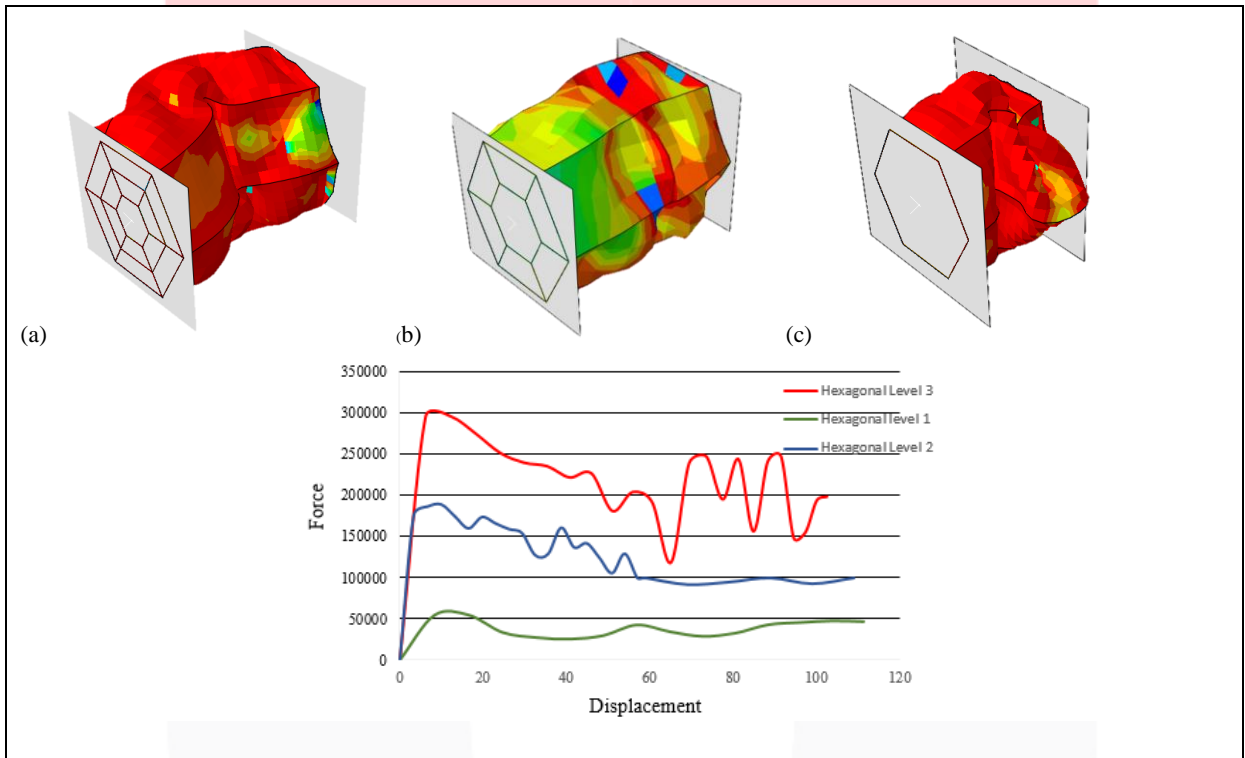 (a)
(b)
(c)
350000
300000
250000
200000
150000
100000
50000
0
Force
Hexagonal Level 3
Hexagonal level 1
Hexagonal Level 2
0 20 40 60 80 100 120
Displacement